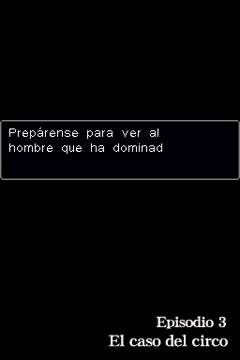 Prepárense para ver al
hombre que ha dominad
Episodio 3
El caso del circo